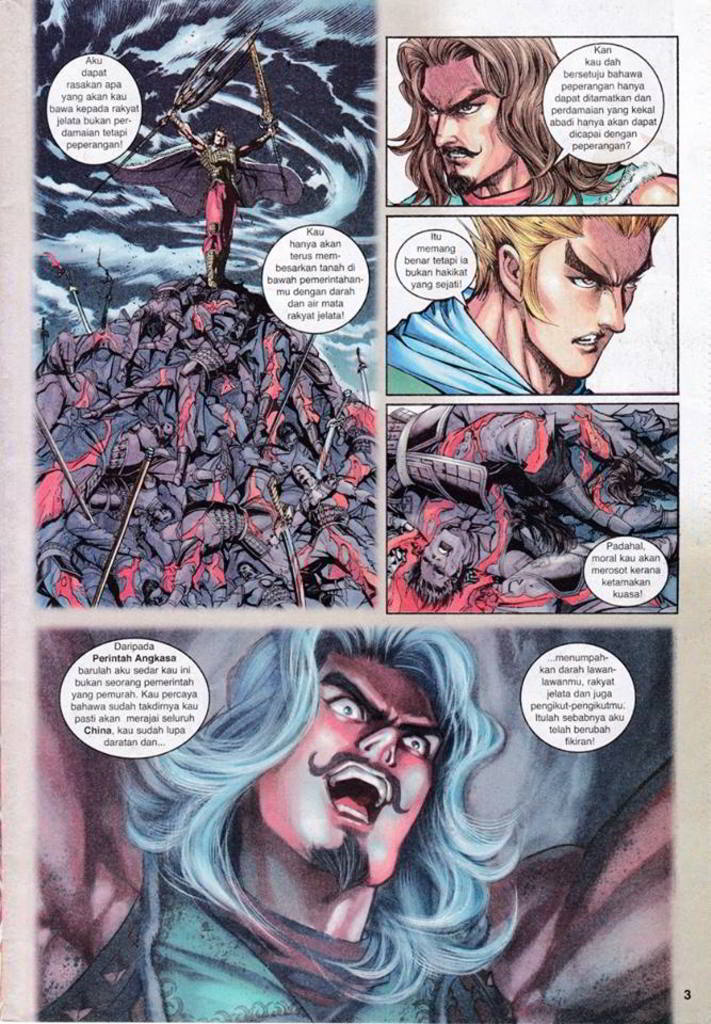 Aku
dapat
rasakan apa
yang akan kau
bawa kepada rakyat
jelata bukan per-
damaian tetapi
peperangan!
Kau
hanya akan
terus mem-
besarkan tanah di
bawah pemerintahan-
mu dengan darah
dan air mata
rakyat jelata!
Kan
kau dah
bersetuju bahawa
peperangan hanya
dapat ditamatkan dan
perdamaian yang kekal
abadi hanya akan dapat
dicapai dengan
peperangan?
Itu
memang
benar tetapi ia
bukan hakikat
yang sejati!
Padahal,
moral kau akan
merosot kerana
ketamakan
kuasa!
Daripada
Perintah Angkasa
barulah aku sedar kau ini
bukan seorang pemerintah
yang pemurah. Kau percaya
bahawa sudah takdirnya kau
pasti akan merajai seluruh
China, kau sudah lupa
daratan dan...
...menumpah-
kan darah lawan-
lawanmu, rakyat
jelata dan juga
pengikut-pengikutmu.
Itulah sebabnya aku
telah berubah
fikiran!
3